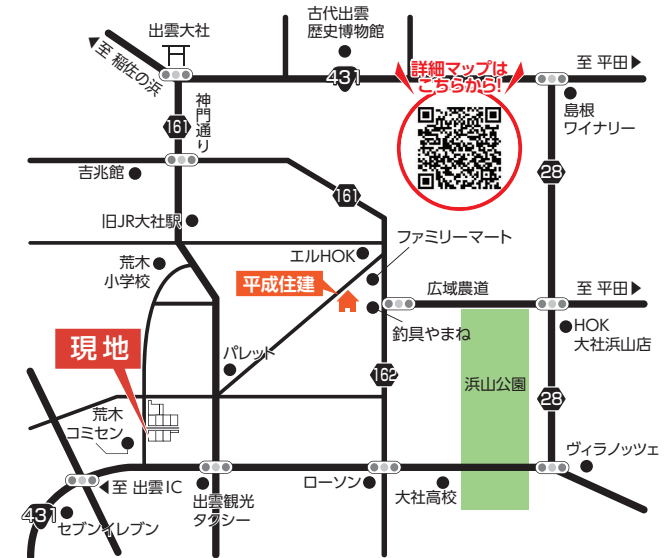 古代出雲
歴史博物館
出雲大社
至 稲佐の浜
431
詳細マップは
こちらから!
至 平田
島根
ワイナリー
神門通り
161
吉兆館
161
28
旧JR大社駅
ファミリーマート
エルHOK
荒木
小学校
平成住建
広域農道
至 平田
釣具やまね
HOK
大社浜山店
現地
パレット
162
浜山公園
28
荒木
コミセン
ヴィラノッツェ
至 出雲IC
出雲観光
タクシー
ローソン
大社高校
431
セブンイレブン